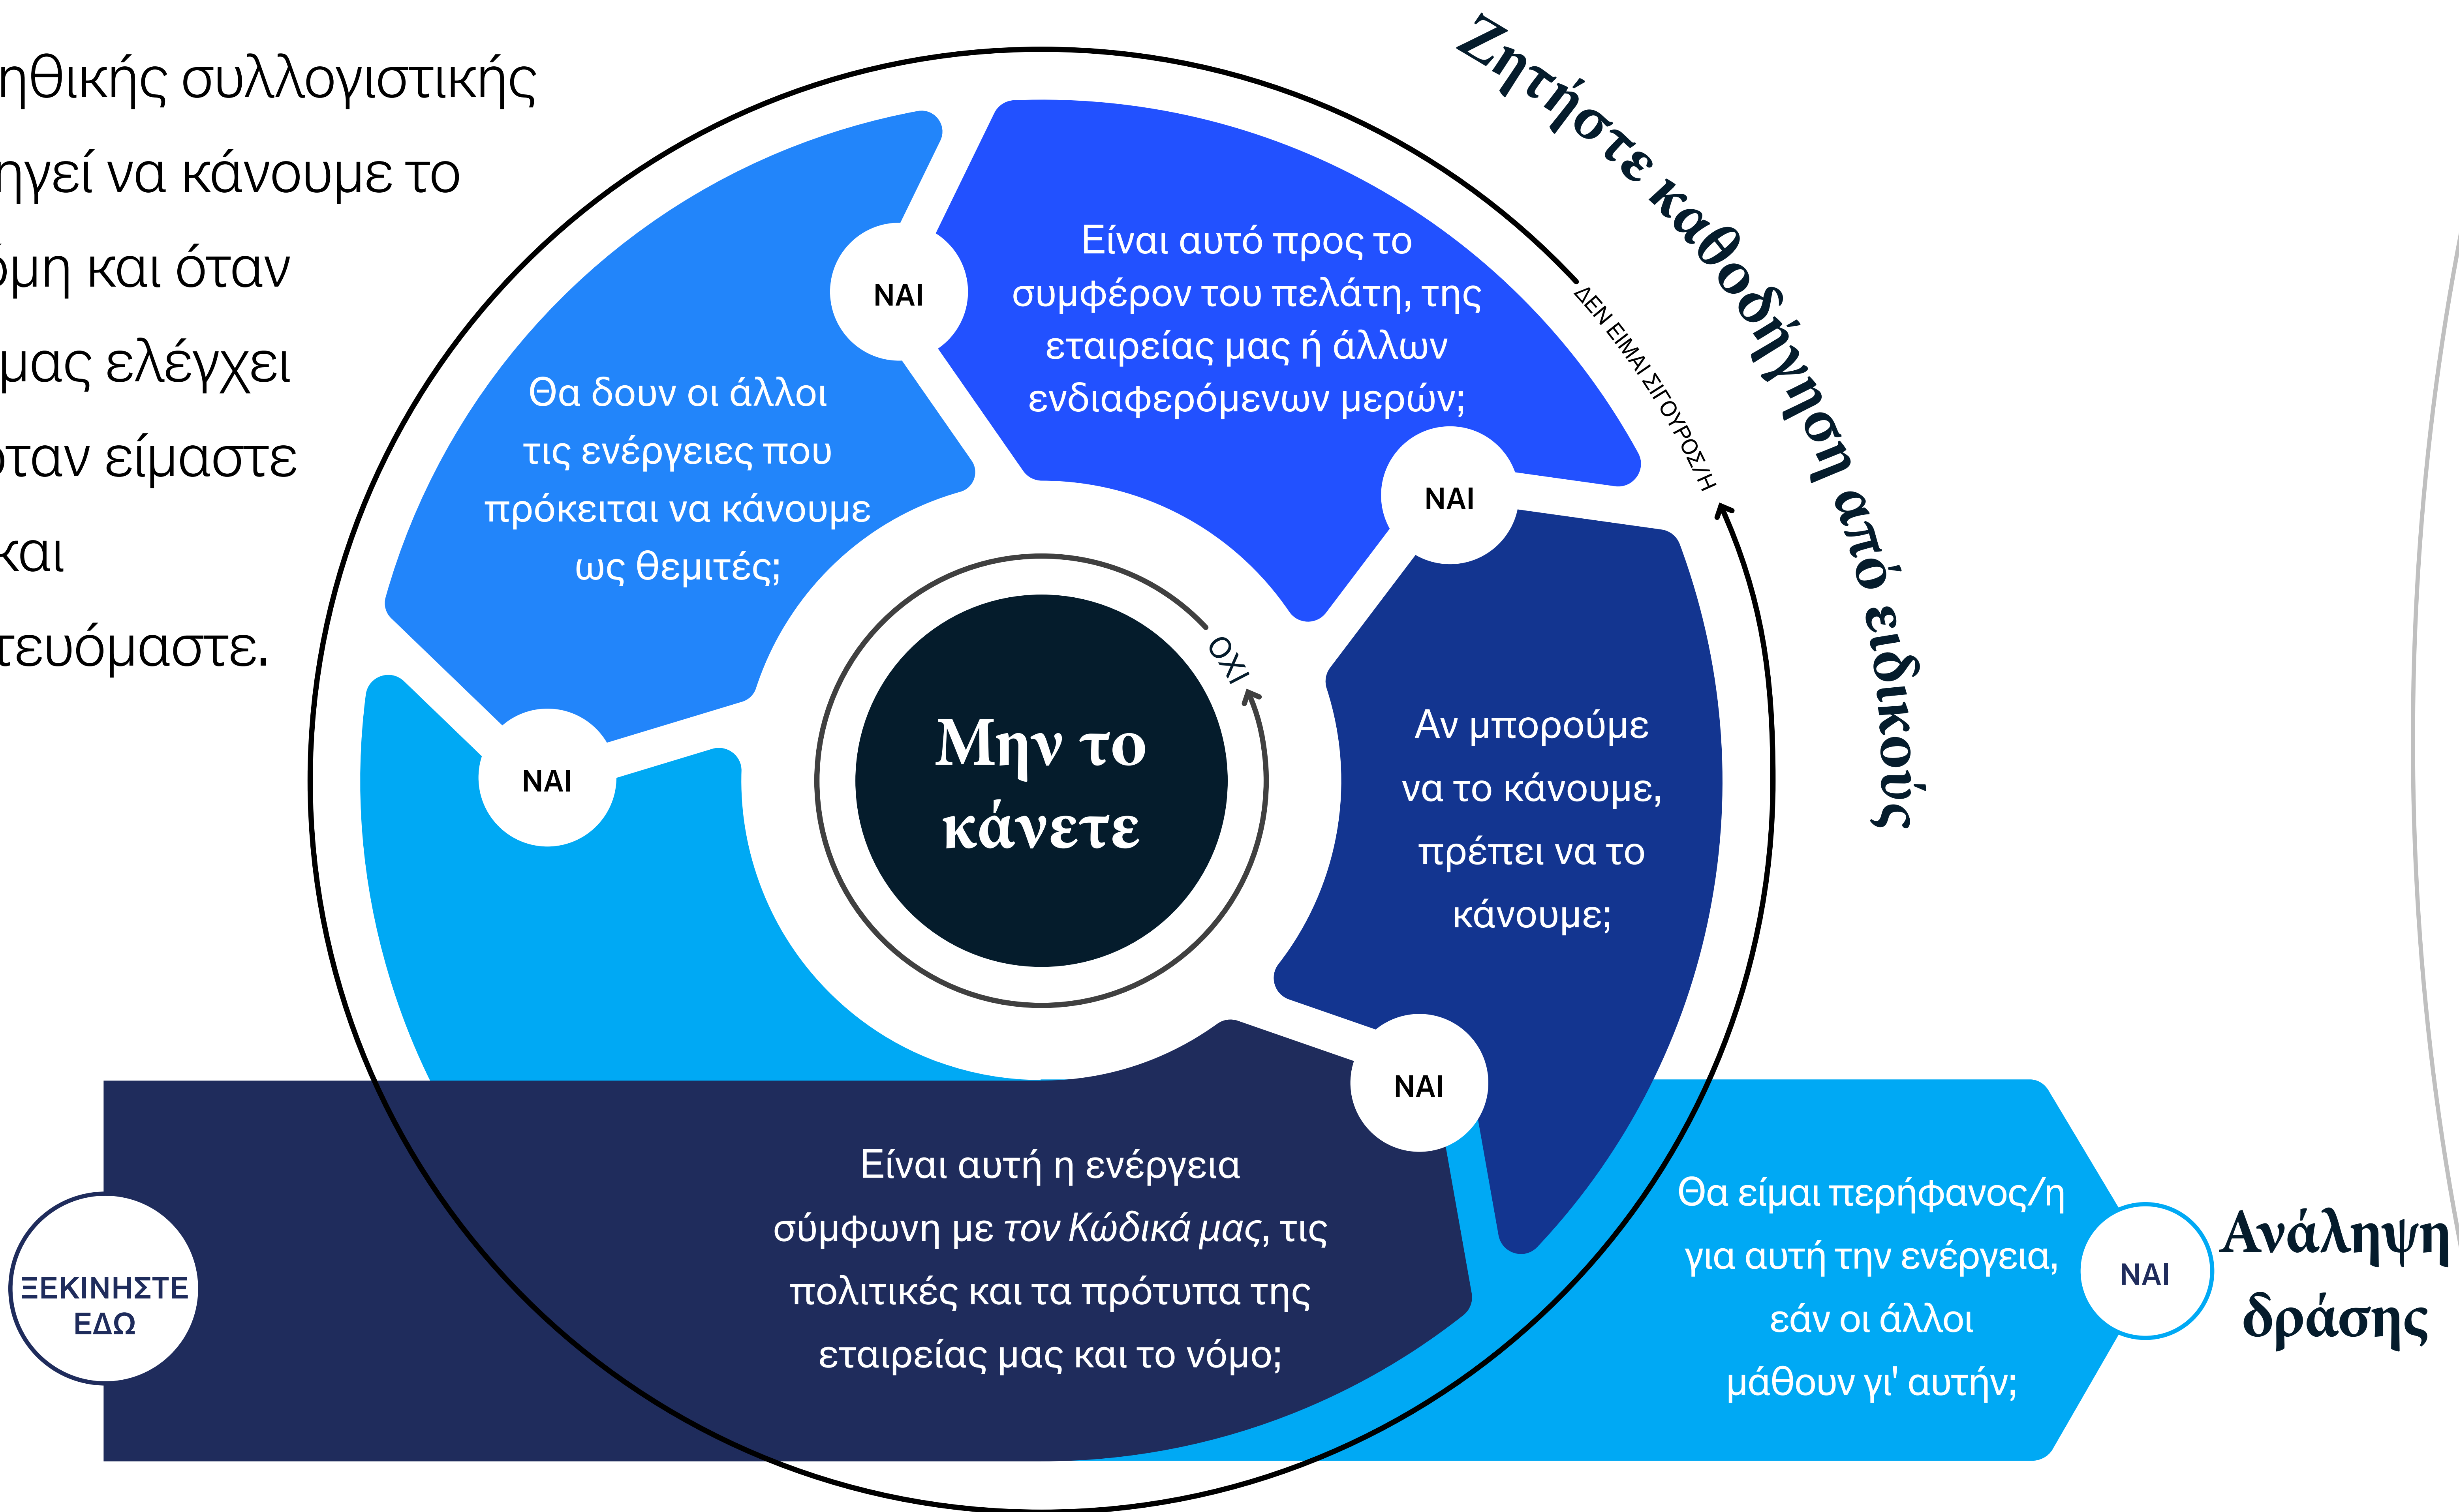 ηθικής συλλογιστικής
να κάνουμε το
και όταν
μας ελέγχει
όταν είμαστε
και
ΞΕΚΙΝΗΣΤΕ
ΕΔΩ
Είναι αυτή η ενέργεια
σύμφωνη με τον Κώδικά μας, τις
πολιτικές και τα πρότυπα της
εταιρείας μας και το νόμο;
ΝΑΙ
Αν μπορούμε
να το κάνουμε,
πρέπει να το
κάνουμε;
ΝΑΙ
Είναι αυτό προς το
συμφέρον του πελάτη, της
εταιρείας μας ή άλλων
ενδιαφερόμενων μερών;
ΝΑΙ
Θα δουν οι άλλοι
τις ενέργειες που
πρόκειται να κάνουμε
ως θεμιτές;
ΝΑΙ
Θα είμαι περήφανος/η
για αυτή την ενέργεια,
εάν οι άλλοι
μάθουν γι' αυτήν;
ΝΑΙ
Ανάληψη
δράσης
ΟΧΙ
Μην το
κάνετε
ΔΕΝ ΕΙΜΑΙ ΣΙΓΟΥΡΟΣ/Η
Ζητήστε καθοδήγηση από ειδικούς